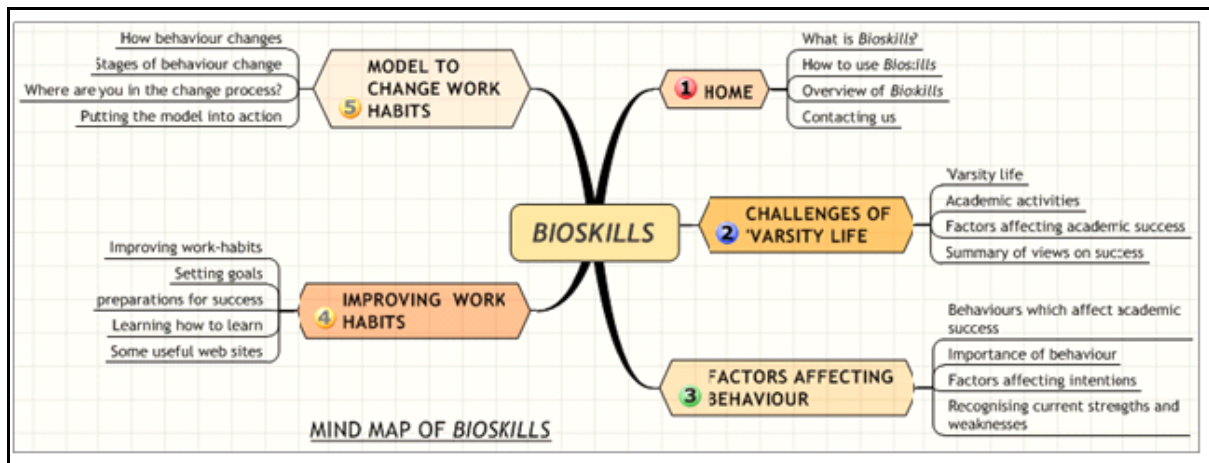 BIOSKILLS
1
HOME
What is Bioskills?
How to use Bioskills
Overview of Bioskills
Contacting us
2
CHALLENGES OF
'VARSITY LIFE
'Varsity life
Academic activities
Factors affecting academic success
Summary of views on success
3
FACTORS AFFECTING
BEHAVIOUR
Behaviours which affect academic
success
Importance of behaviour
Factors affecting intentions
Recognising current strengths and
weaknesses
4
IMPROVING WORK
HABITS
Improving work-habits
Setting goals
preparations for success
Learning how to learn
Some useful web sites
5
MODEL TO
CHANGE WORK
HABITS
How behaviour changes
Stages of behaviour change
Where are you in the change process?
Putting the model into action
MIND MAP OF BIOSKILLS